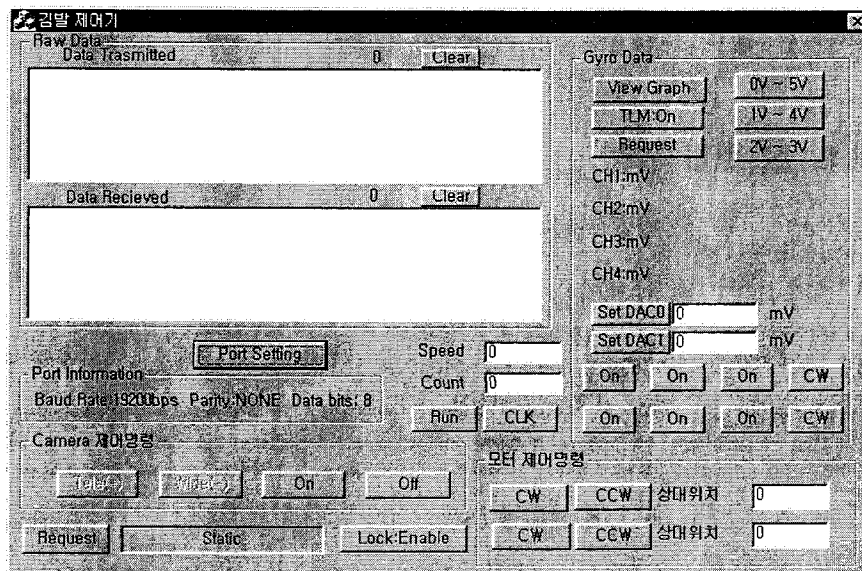 김발 제어기
Raw Data
Data Trasmitted 0 Clear
Data Recieved 0 Clear
Port Setting
Speed 0
Count 0
Run CLK
Port Information
Baud Rate:19200bps Parity:NONE Data bits: 8
Camera 제어명령
Tele(-) Wide(-) On Off
Request Static Lock:Enable
Gyro Data
View Graph 0V ~ 5V
TLM:On 1V ~ 4V
Request 2V ~ 3V
CH1:mV
CH2:mV
CH3:mV
CH4:mV
Set DAC0 0 mV
Set DAC1 0 mV
On On On CW
On On On CW
모터 제어명령
CW CCW 상대위치 0
CW CCW 상대위치 0